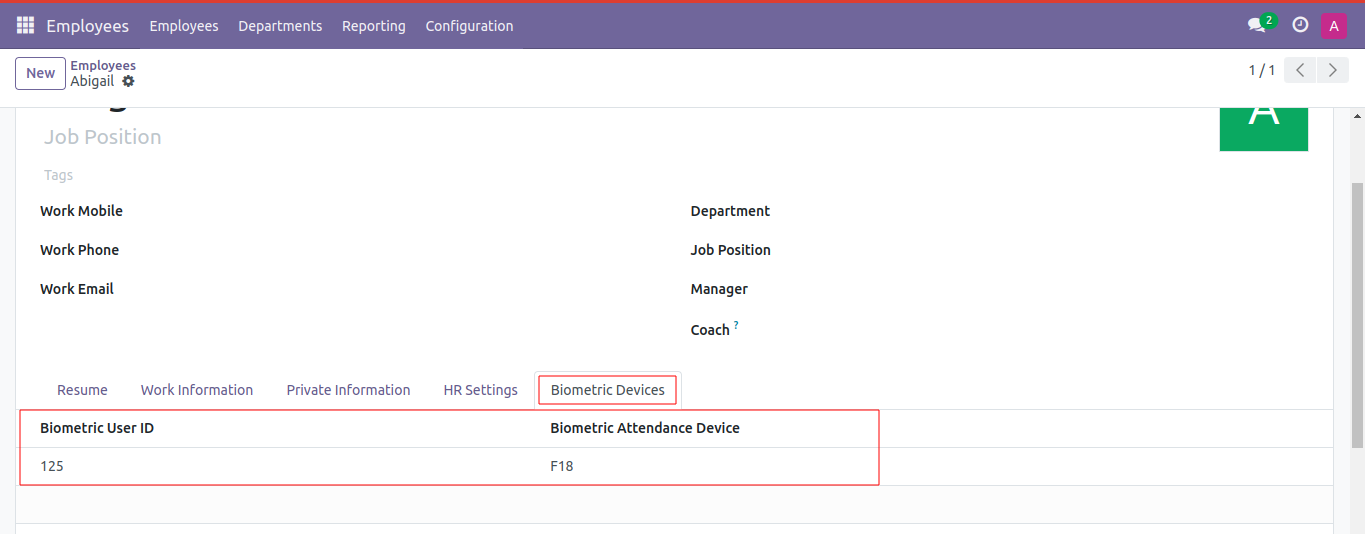 Employees Employees Departments Reporting Configuration 2 A
New Employees 1 / 1
Abigail
A
Job Position
Tags
Work Mobile Department
Work Phone Job Position
Work Email Manager
Coach ?
Resume Work Information Private Information HR Settings Biometric Devices
Biometric User ID Biometric Attendance Device
125 F18